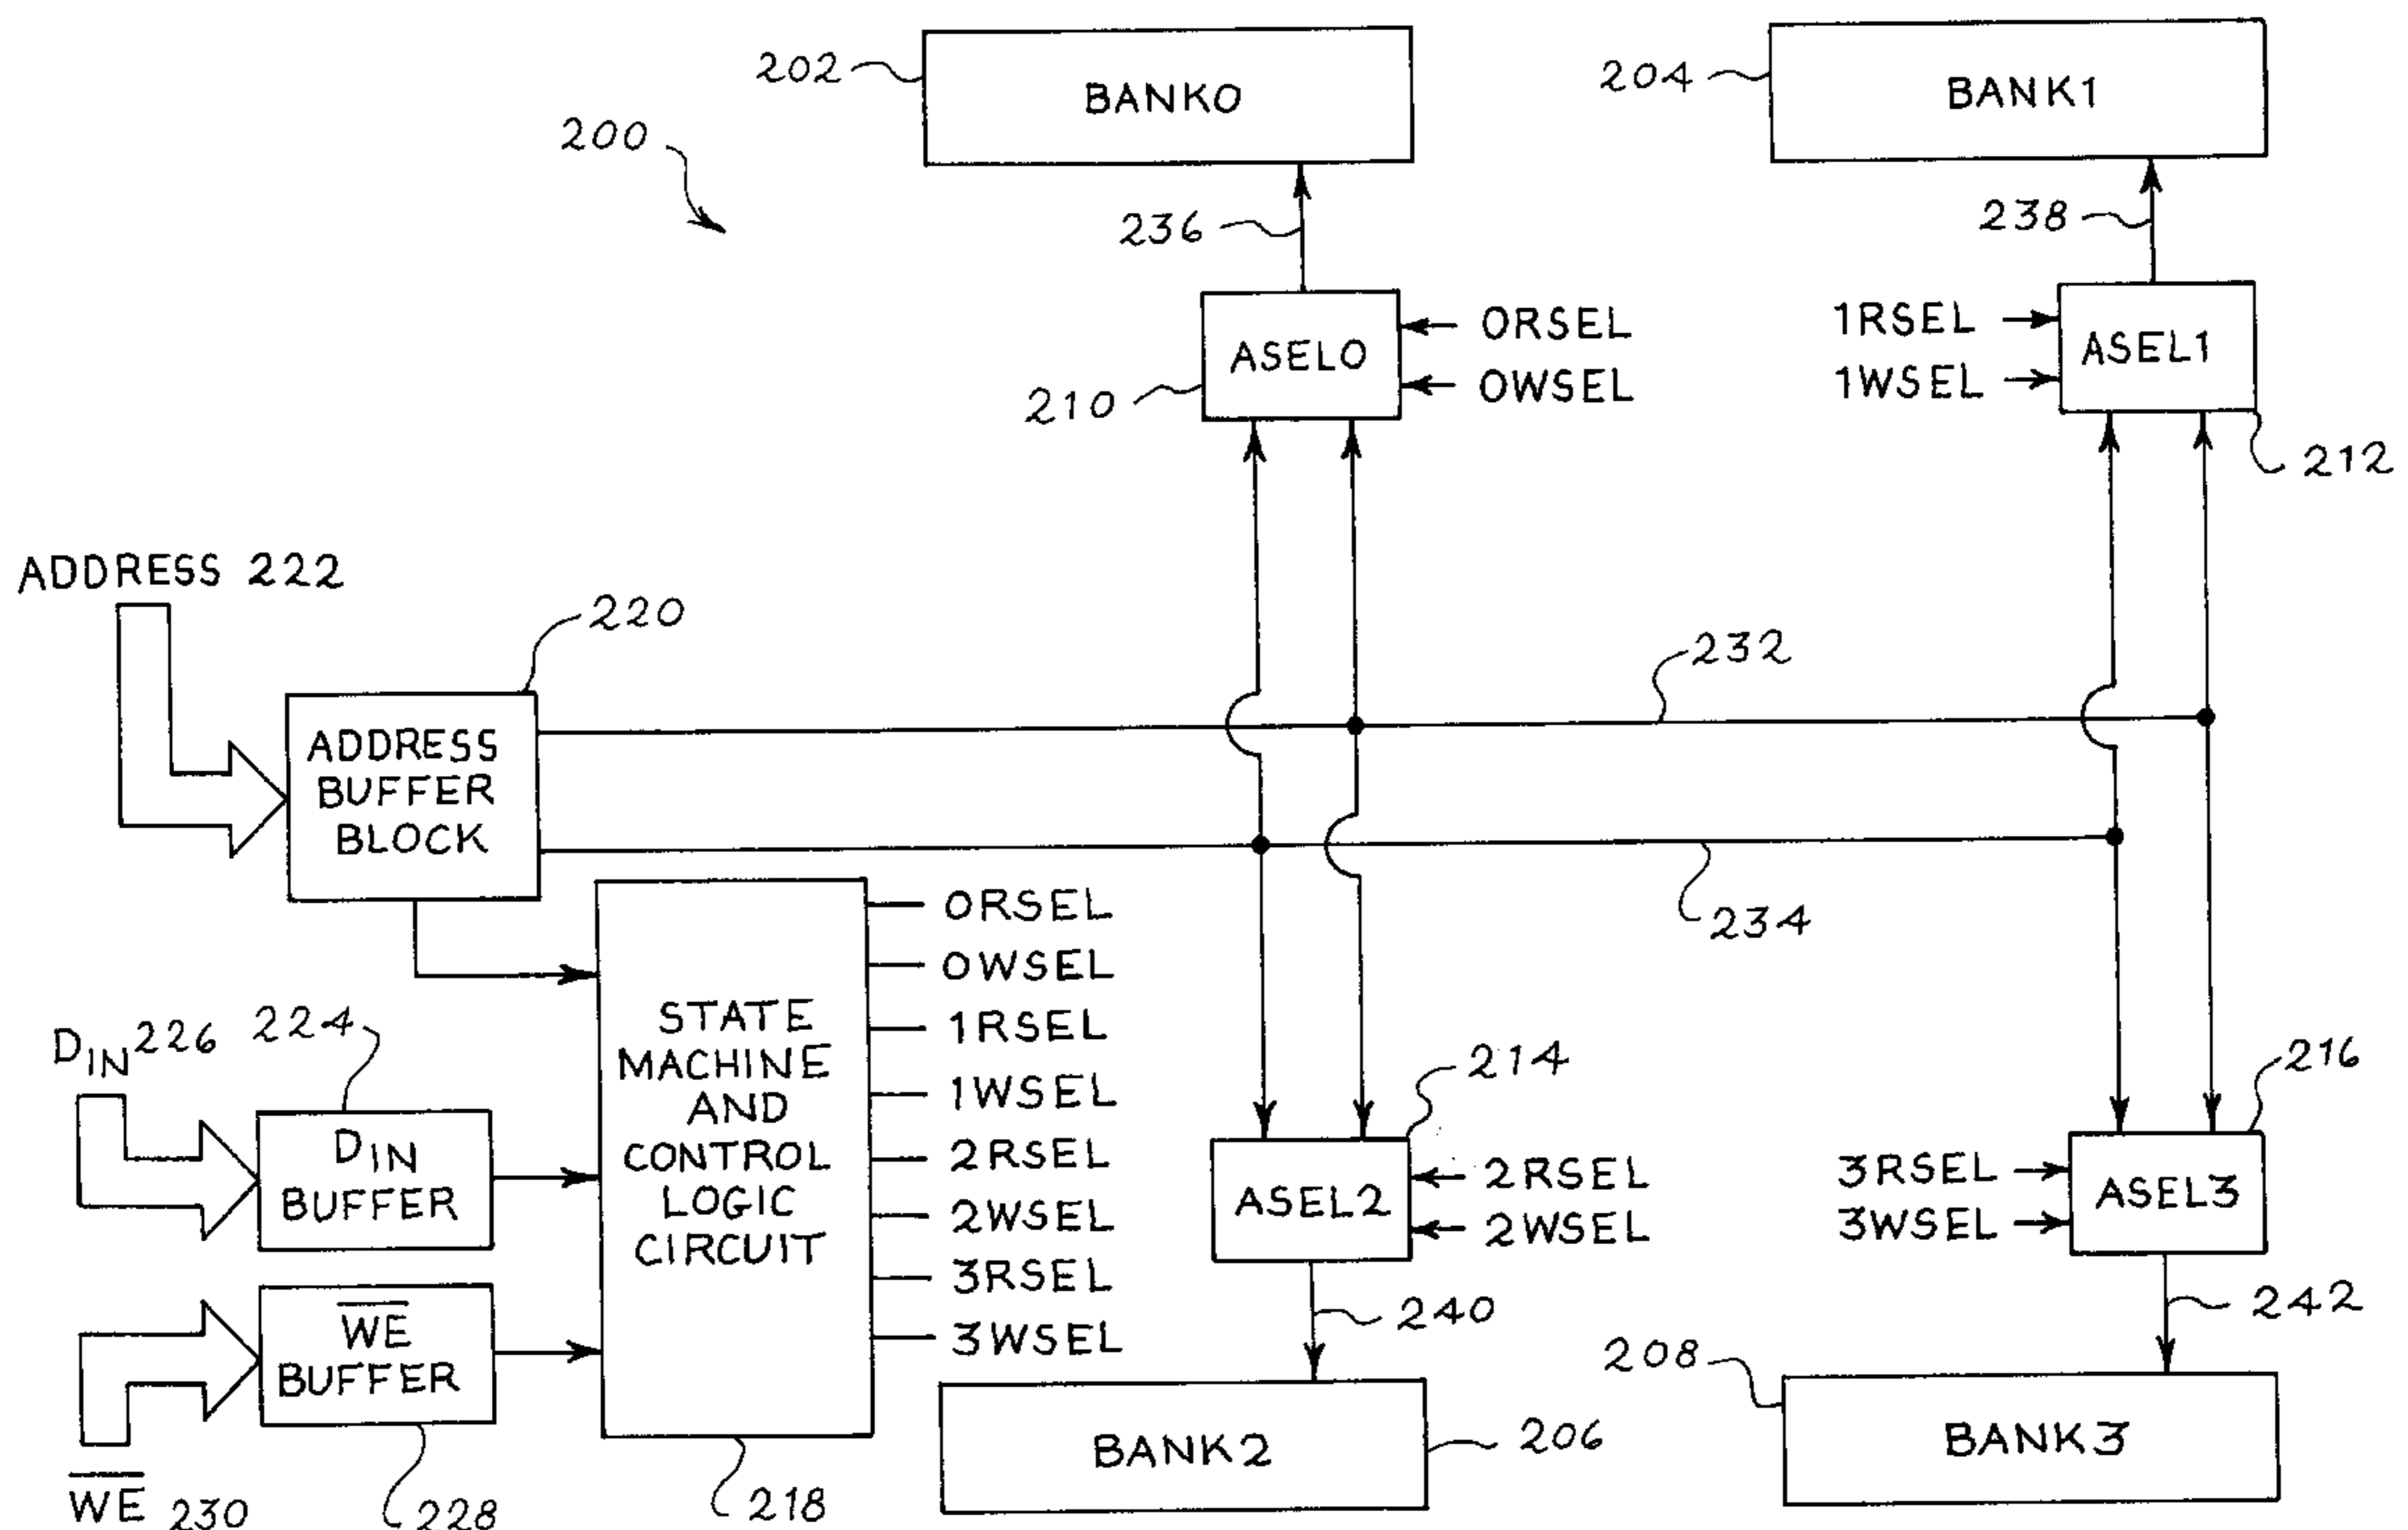 202
BANK0
204
BANK1
200
236
238
ASEL0
0RSEL
0WSEL
210
1RSEL
1WSEL
ASEL1
212
ADDRESS 222
220
232
ADDRESS
BUFFER
BLOCK
234
0RSEL
0WSEL
1RSEL
1WSEL
2RSEL
2WSEL
3RSEL
3WSEL
STATE
MACHINE
AND
CONTROL
LOGIC
CIRCUIT
218
DIN 226
224
DIN
BUFFER
W̅E̅
BUFFER
W̅E̅ 230
228
214
ASEL2
2RSEL
2WSEL
216
3RSEL
3WSEL
ASEL3
240
242
BANK2
206
208
BANK3